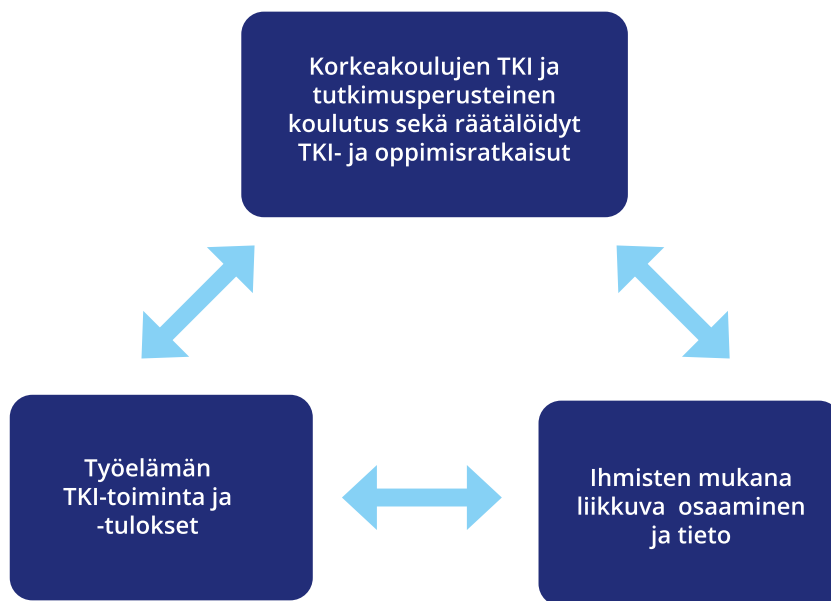 Korkeakoulujen TKI ja
tutkimusperusteinen
koulutus sekä räätälöidyt
TKI- ja oppimisratkaisut
Työelämän
TKI-toiminta ja
-tulokset
Ihmisten mukana
liikkuva osaaminen
ja tieto